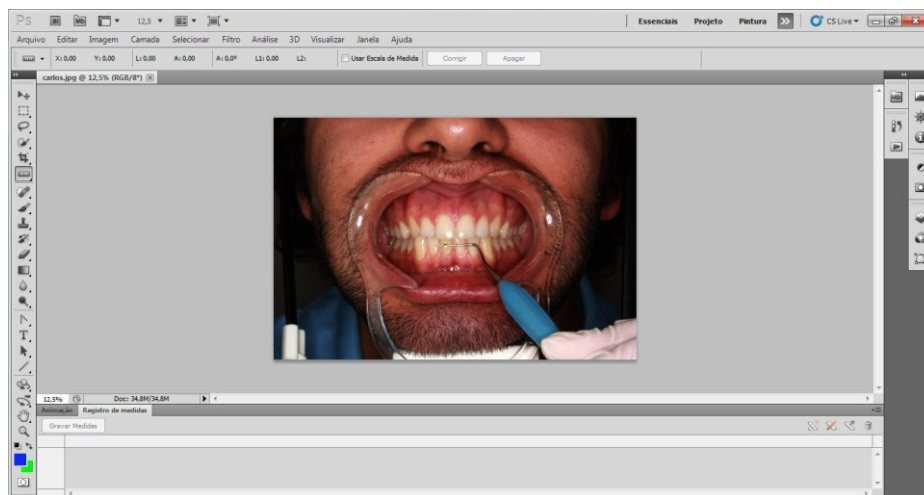 Ps Br Mb 12,5 Essenciais Projeto Pintura CS Live
Arquivo Editar Imagem Camada Selecionar Filtro Análise 3D Visualizar Janela Ajuda
X: 0,00 Y: 0,00 L: 0,00 A: 0,00 A: 0,0º L1: 0,00 L2: Usar Escala de Medida Corrigir Apagar
carlos.jpg @ 12,5% (RGB/8*)
12,5% Doc: 34,8M/34,8M
Animação Registro de medidas
Gravar Medidas